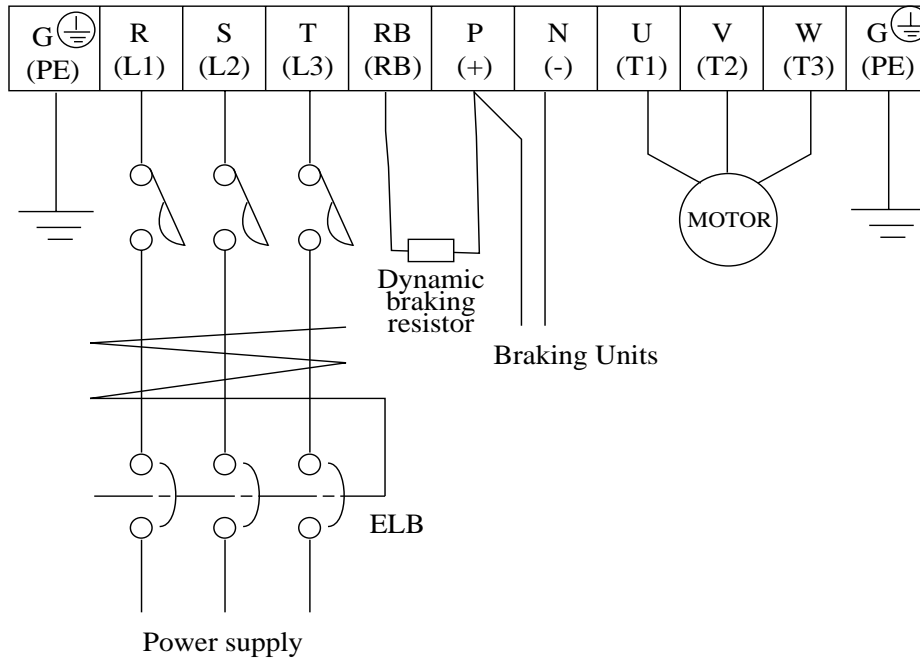 G R S T RB P N U V W G
(PE) (L1) (L2) (L3) (RB) (+) (-) (T1) (T2) (T3) (PE)
MOTOR
Dynamic
braking
resistor
Braking Units
ELB
Power supply